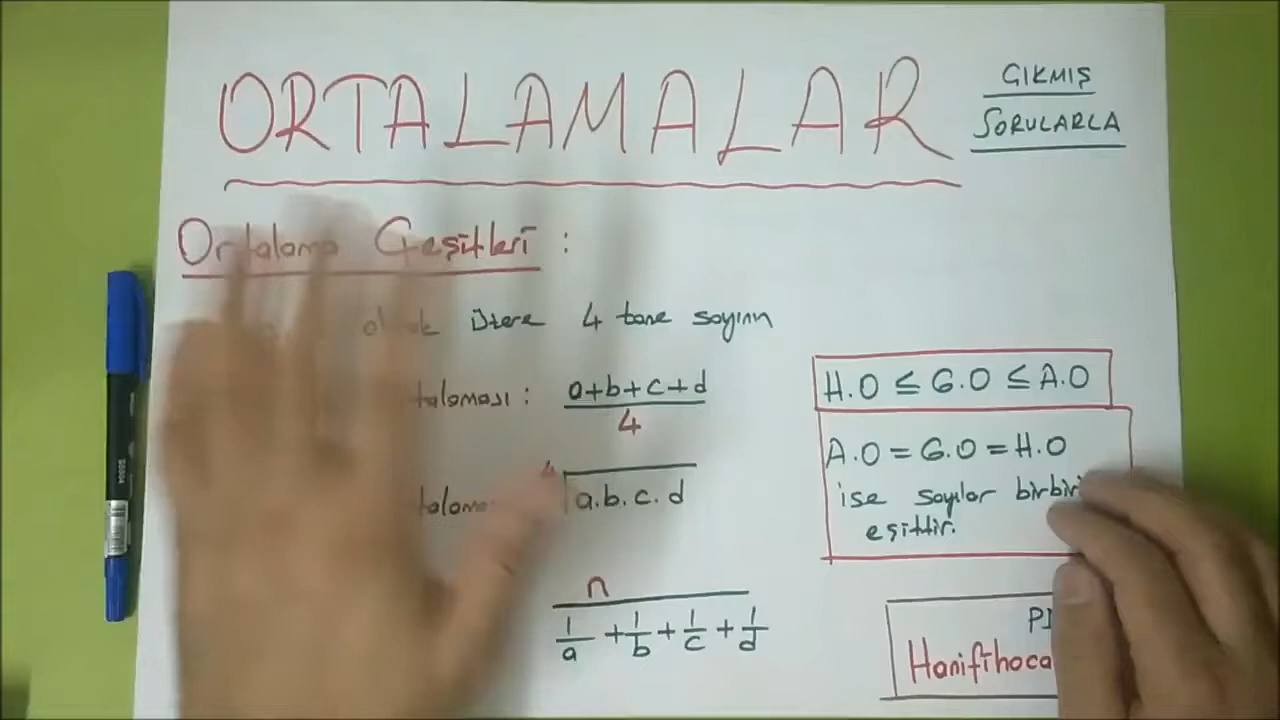 ORTALAMALAR
ÇIKMIŞ
SORULARLA
Ortalama Çeşitleri :
üzere 4 tane sayının
talaması : a+b+c+d
4
4 a.b.c.d
H.O ≤ G.O ≤ A.O
A.O = G.O = H.O
ise sayılar
eşittir.
n
1/a + 1/b + 1/c + 1/d
Hanifihoca